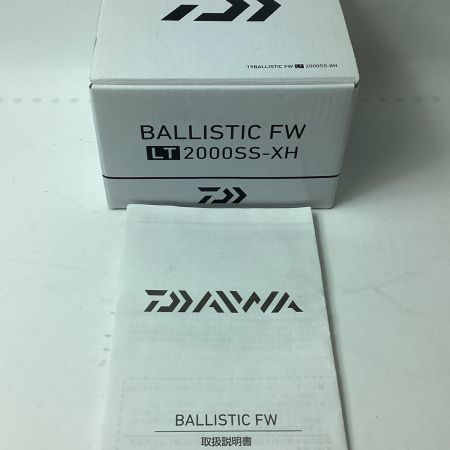 19BALLISTIC FW LT 2000SS-XH
BALLISTIC FW
LT 2000SS-XH
DAIWA
BALLISTIC FW
取扱説明書